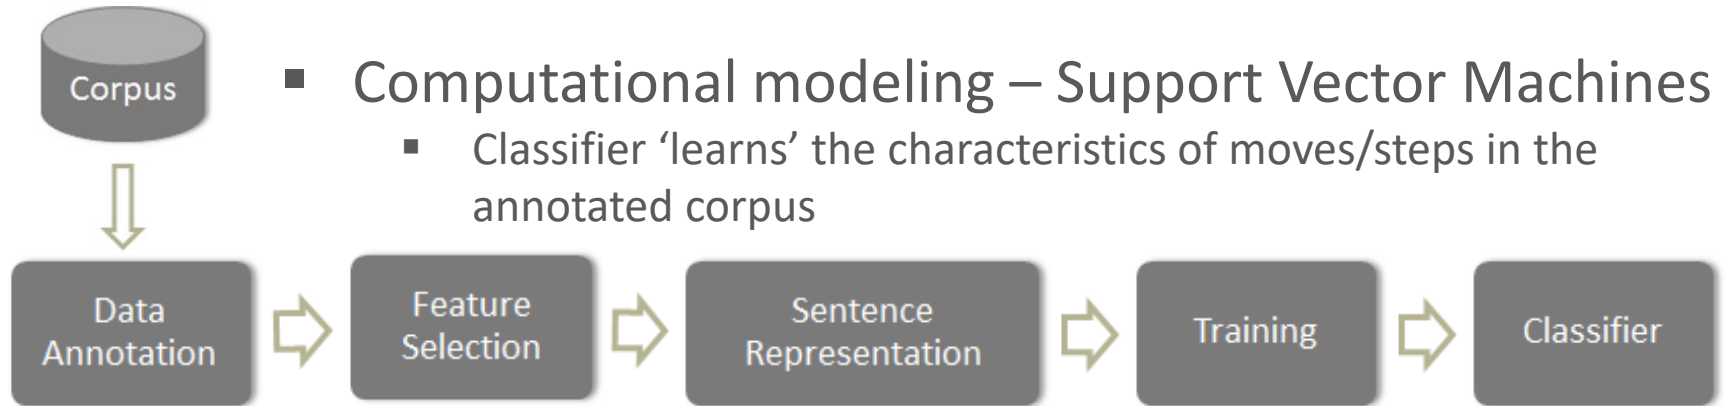 Corpus
▪ Computational modeling – Support Vector Machines
▪ Classifier ‘learns’ the characteristics of moves/steps in the
annotated corpus
Data
Annotation
Feature
Selection
Sentence
Representation
Training
Classifier